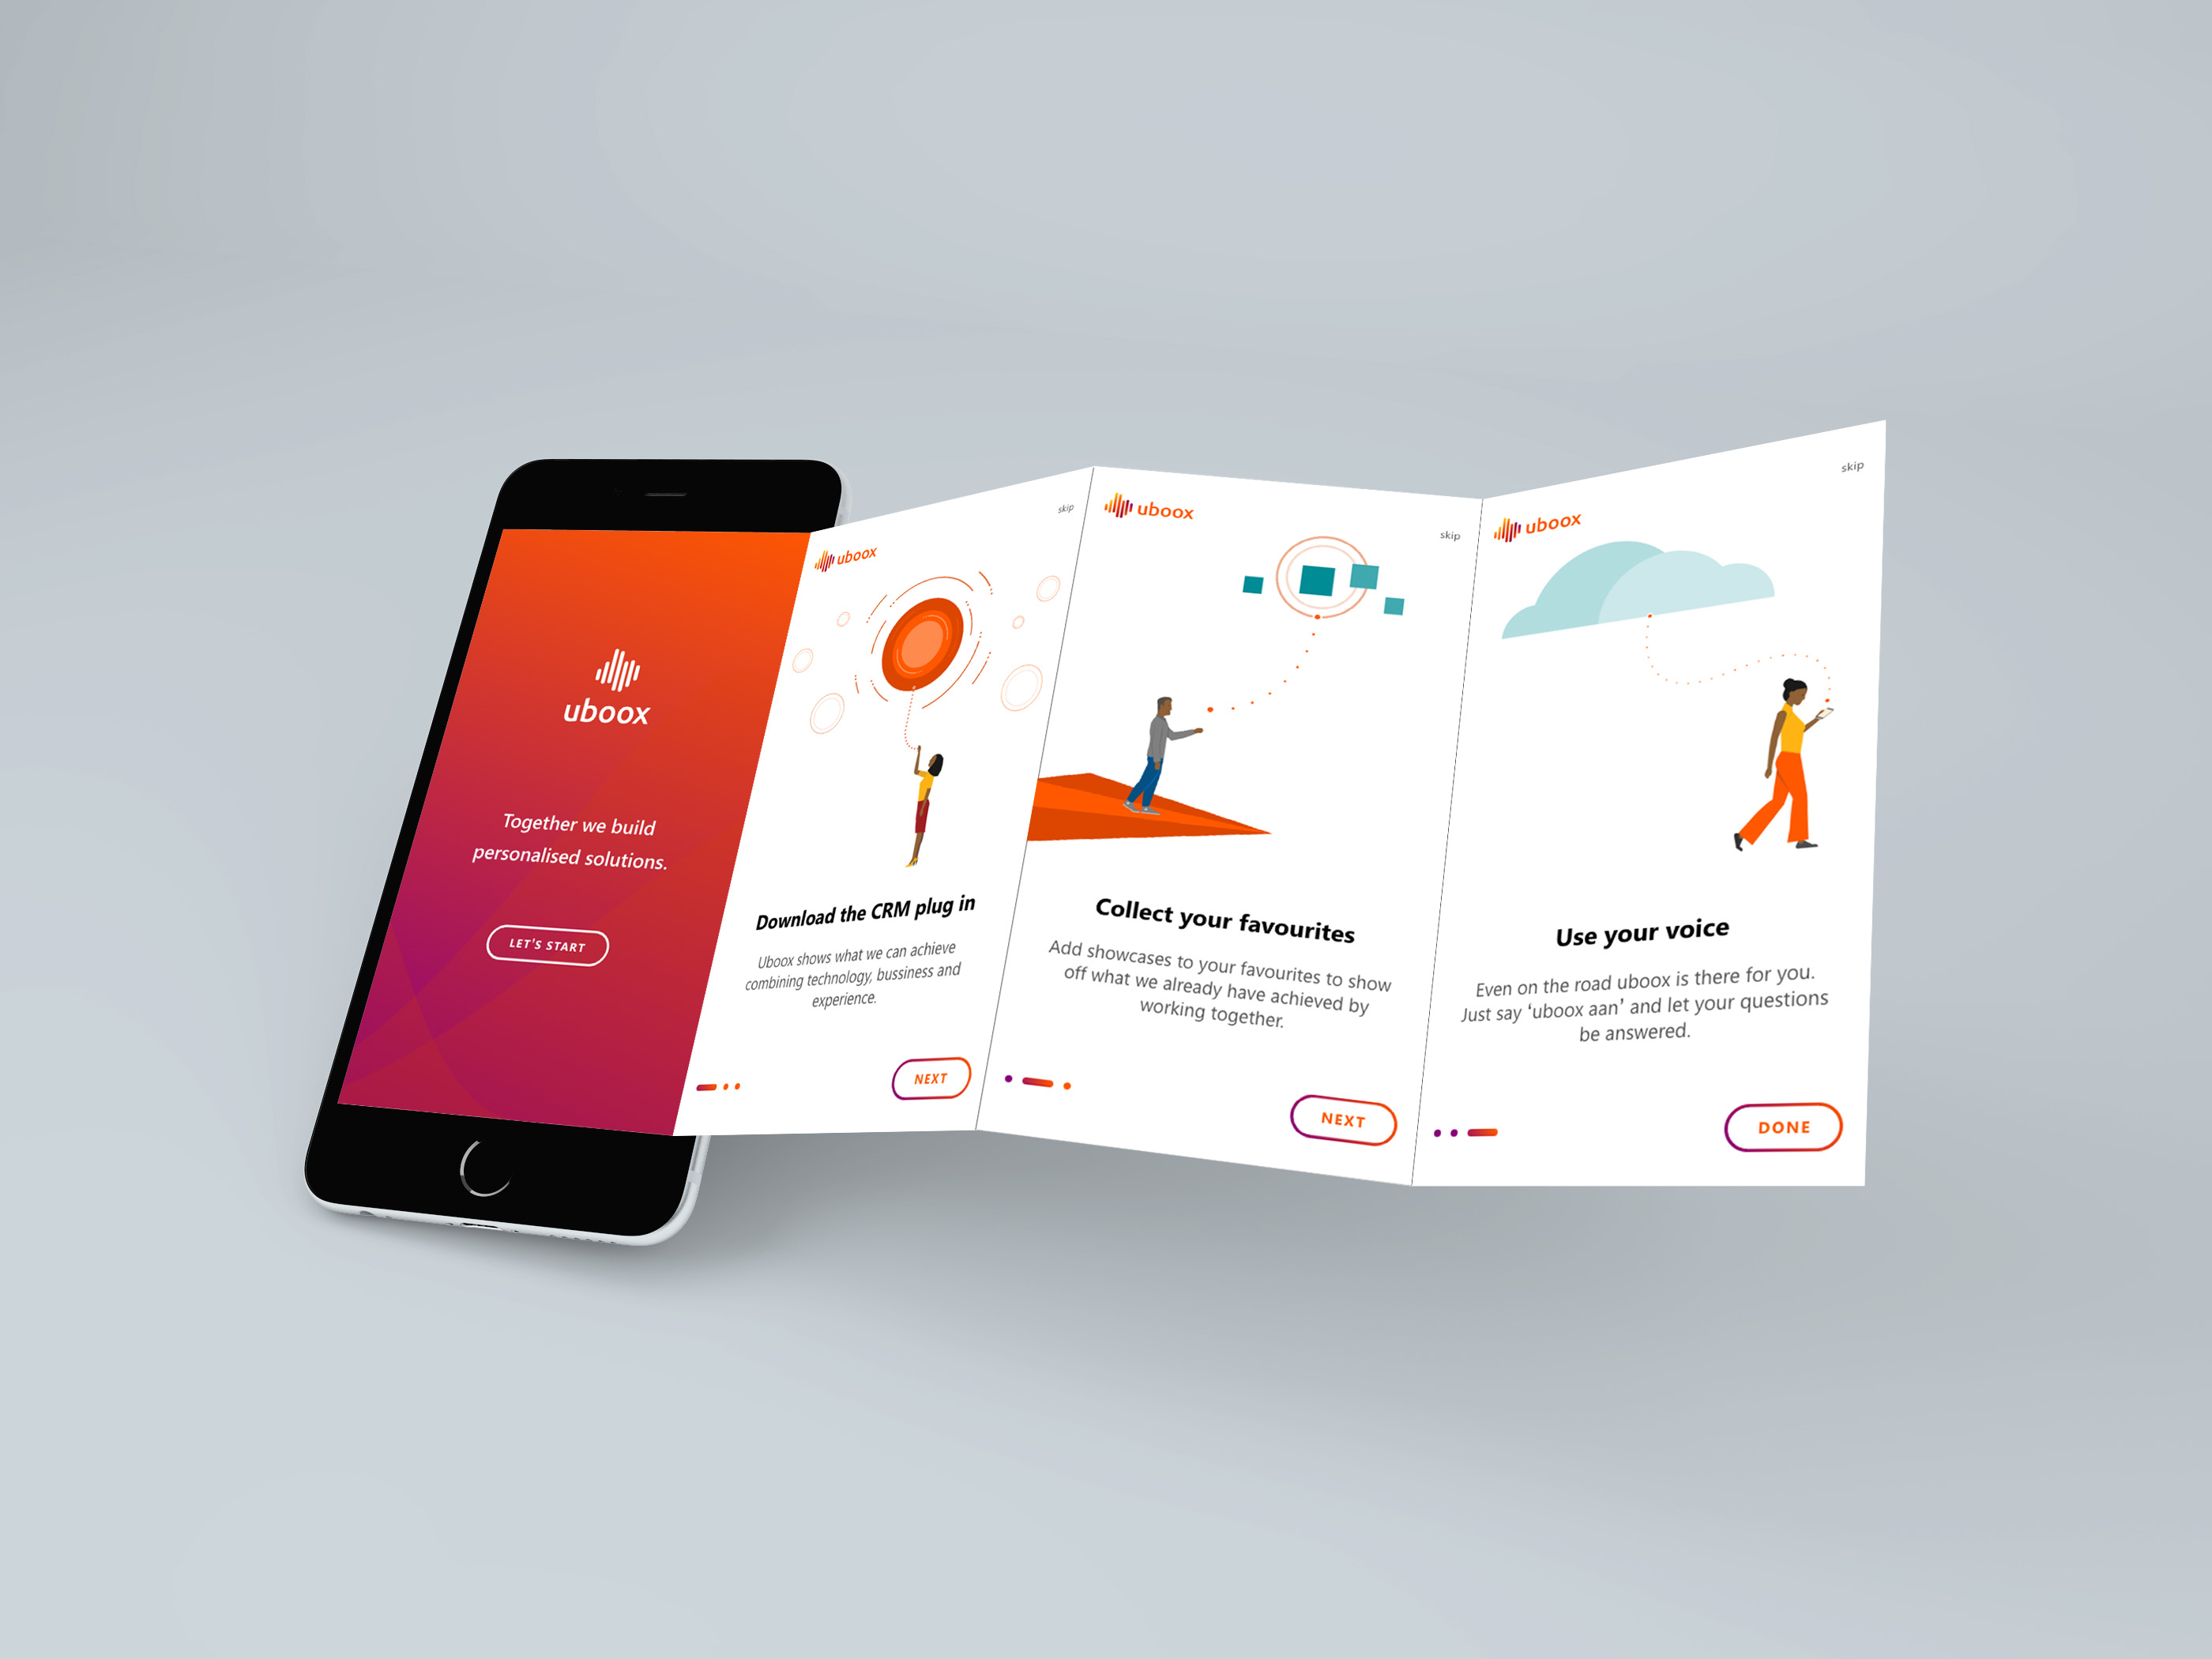 uboox
Together we build
personalised solutions.
LET'S START
skip
uboox
Download the CRM plug in
Uboox shows what we can achieve
combining technology, bussiness and
experience.
NEXT
uboox
skip
Collect your favourites
Add showcases to your favourites to show
off what we already have achieved by
working together.
NEXT
skip
uboox
Use your voice
Even on the road uboox is there for you.
Just say ‘uboox aan’ and let your questions
be answered.
DONE